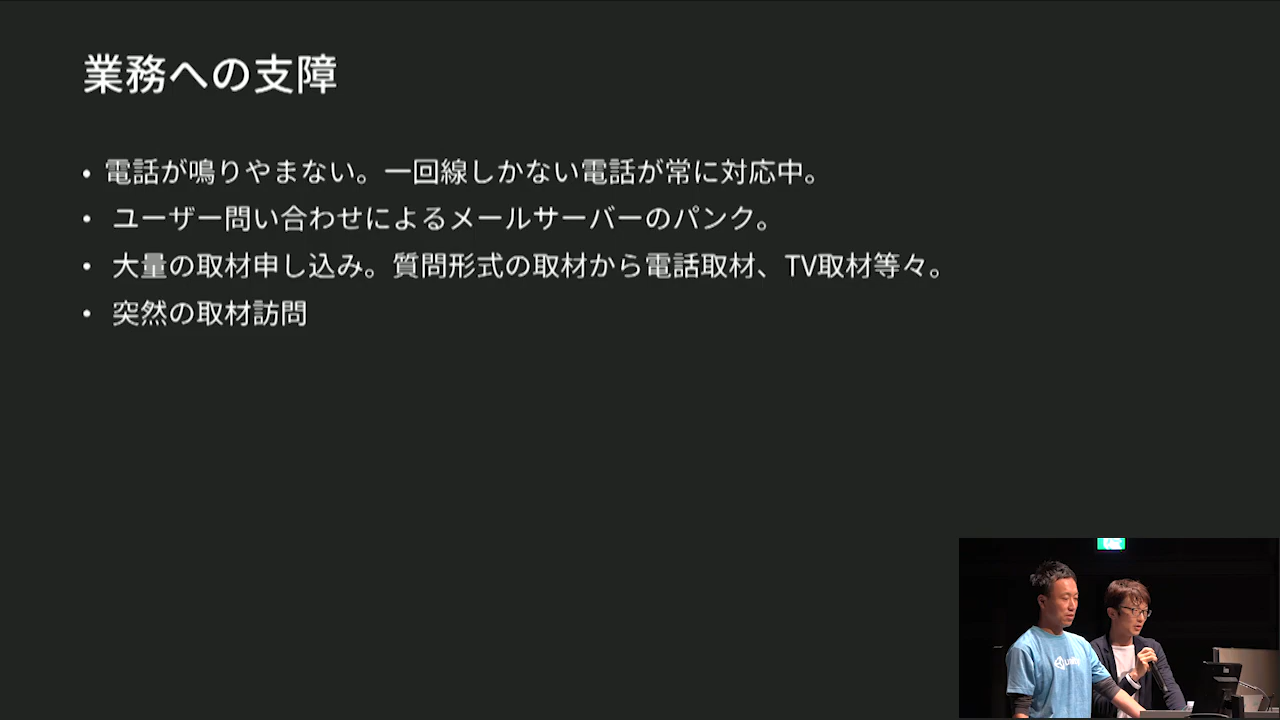 業務への支障
• 電話が鳴りやまない。一回線しかない電話が常に対応中。
• ユーザー問い合わせによるメールサーバーのパンク。
• 大量の取材申し込み。質問形式の取材から電話取材、TV取材等々。
• 突然の取材訪問